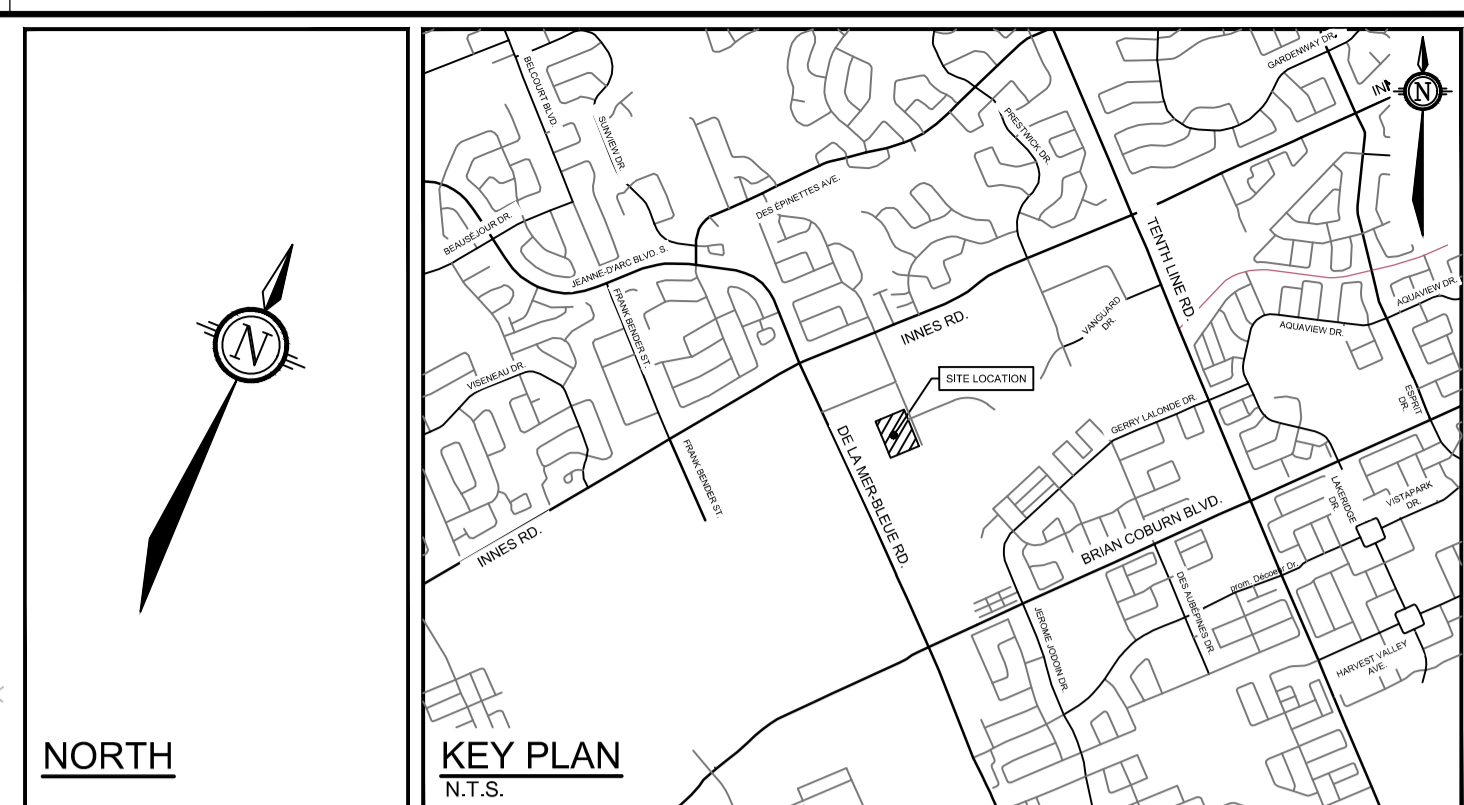 N
NORTH
BELCOURT BLVD.
SUNVIEW DR.
BEAUSÉJOUR DR.
JEANNE-D'ARC BLVD. S.
DES ÉPINETTES AVE.
PRESTWICK DR.
GARDENWAY DR.
N
TENTH LINE RD.
VANGUARD
DR.
INNES RD.
AQUAVIEW DR.
AQUAVIEW DR.
FRANK BENDER ST.
VISENEAU DR.
SITE LOCATION
GERRY LALONDE DR.
ESPRIT
DR.
DE LA MER-BLEUE RD.
FRANK BENDER ST.
INNES RD.
BRIAN COBURN BLVD.
LAKERIDGE
DR.
VISTAPARK
DR.
prom. Décoeur Dr.
DES AUBÉPINES DR.
JEROME JODOIN DR.
HARVEST VALLEY
AVE.
KEY PLAN
N.T.S.